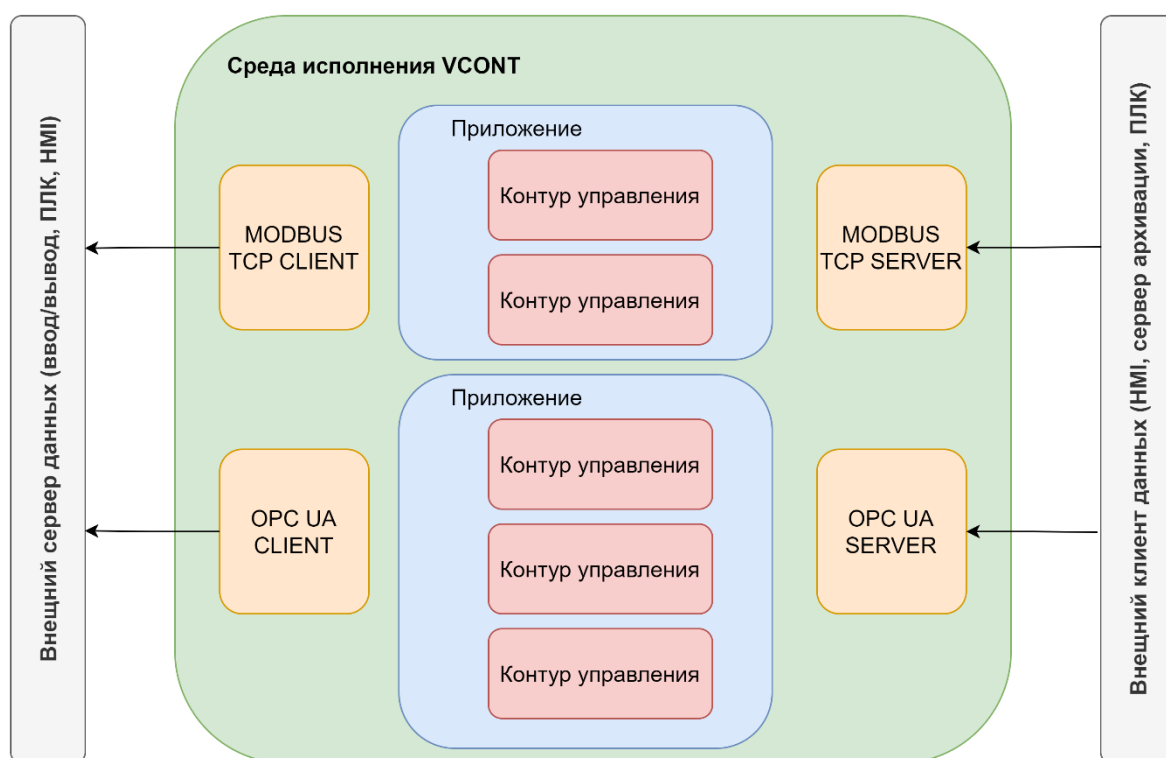 Внещний сервер данных (ввод/вывод, ПЛК, HMI)
Среда исполнения VCONT
MODBUS
TCP CLIENT
OPC UA
CLIENT
Приложение
Контур управления
Контур управления
Приложение
Контур управления
Контур управления
Контур управления
MODBUS
TCP SERVER
OPC UA
SERVER
Внещний клиент данных (HMI, сервер архивации, ПЛК)